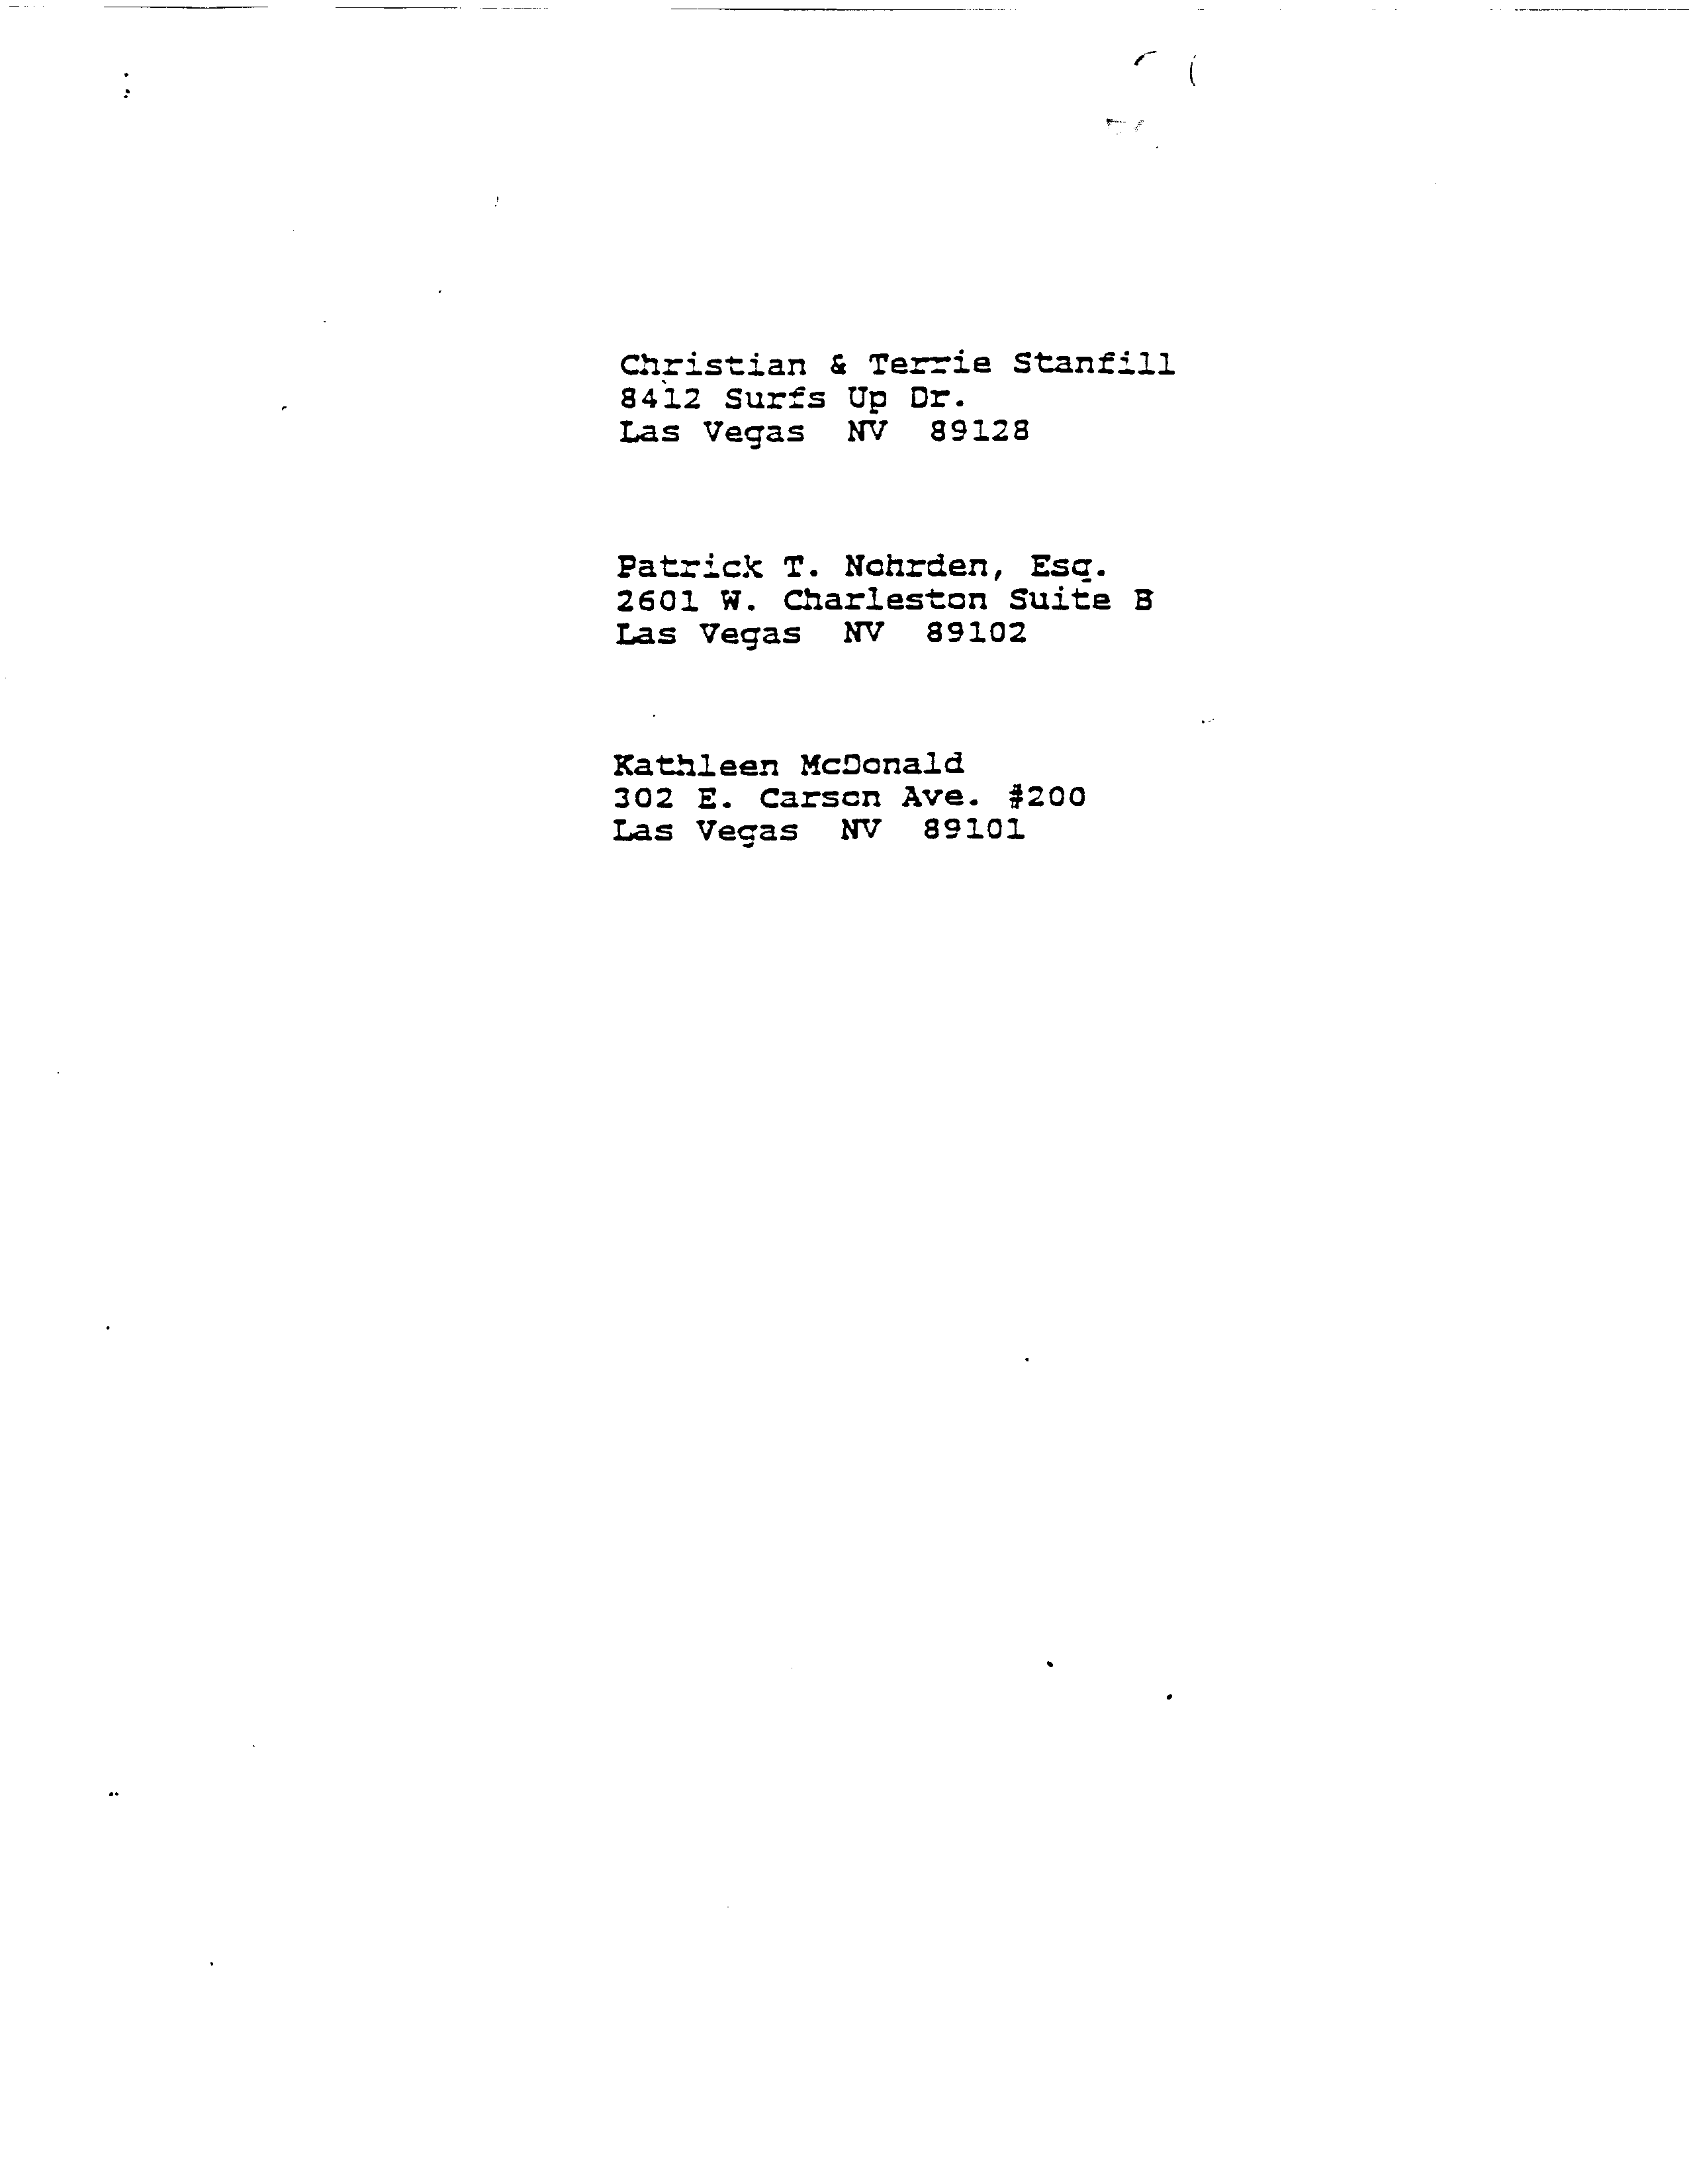 Christian & Terrie Stanfill
8412 Surfs Up Dr.
Las Vegas  NV  89128
Patrick T. Nohrden, Esq.
2601 W. Charleston Suite B
Las Vegas  NV  89102
Kathleen McDonald
302 E. Carson Ave. #200
Las Vegas  NV  89101